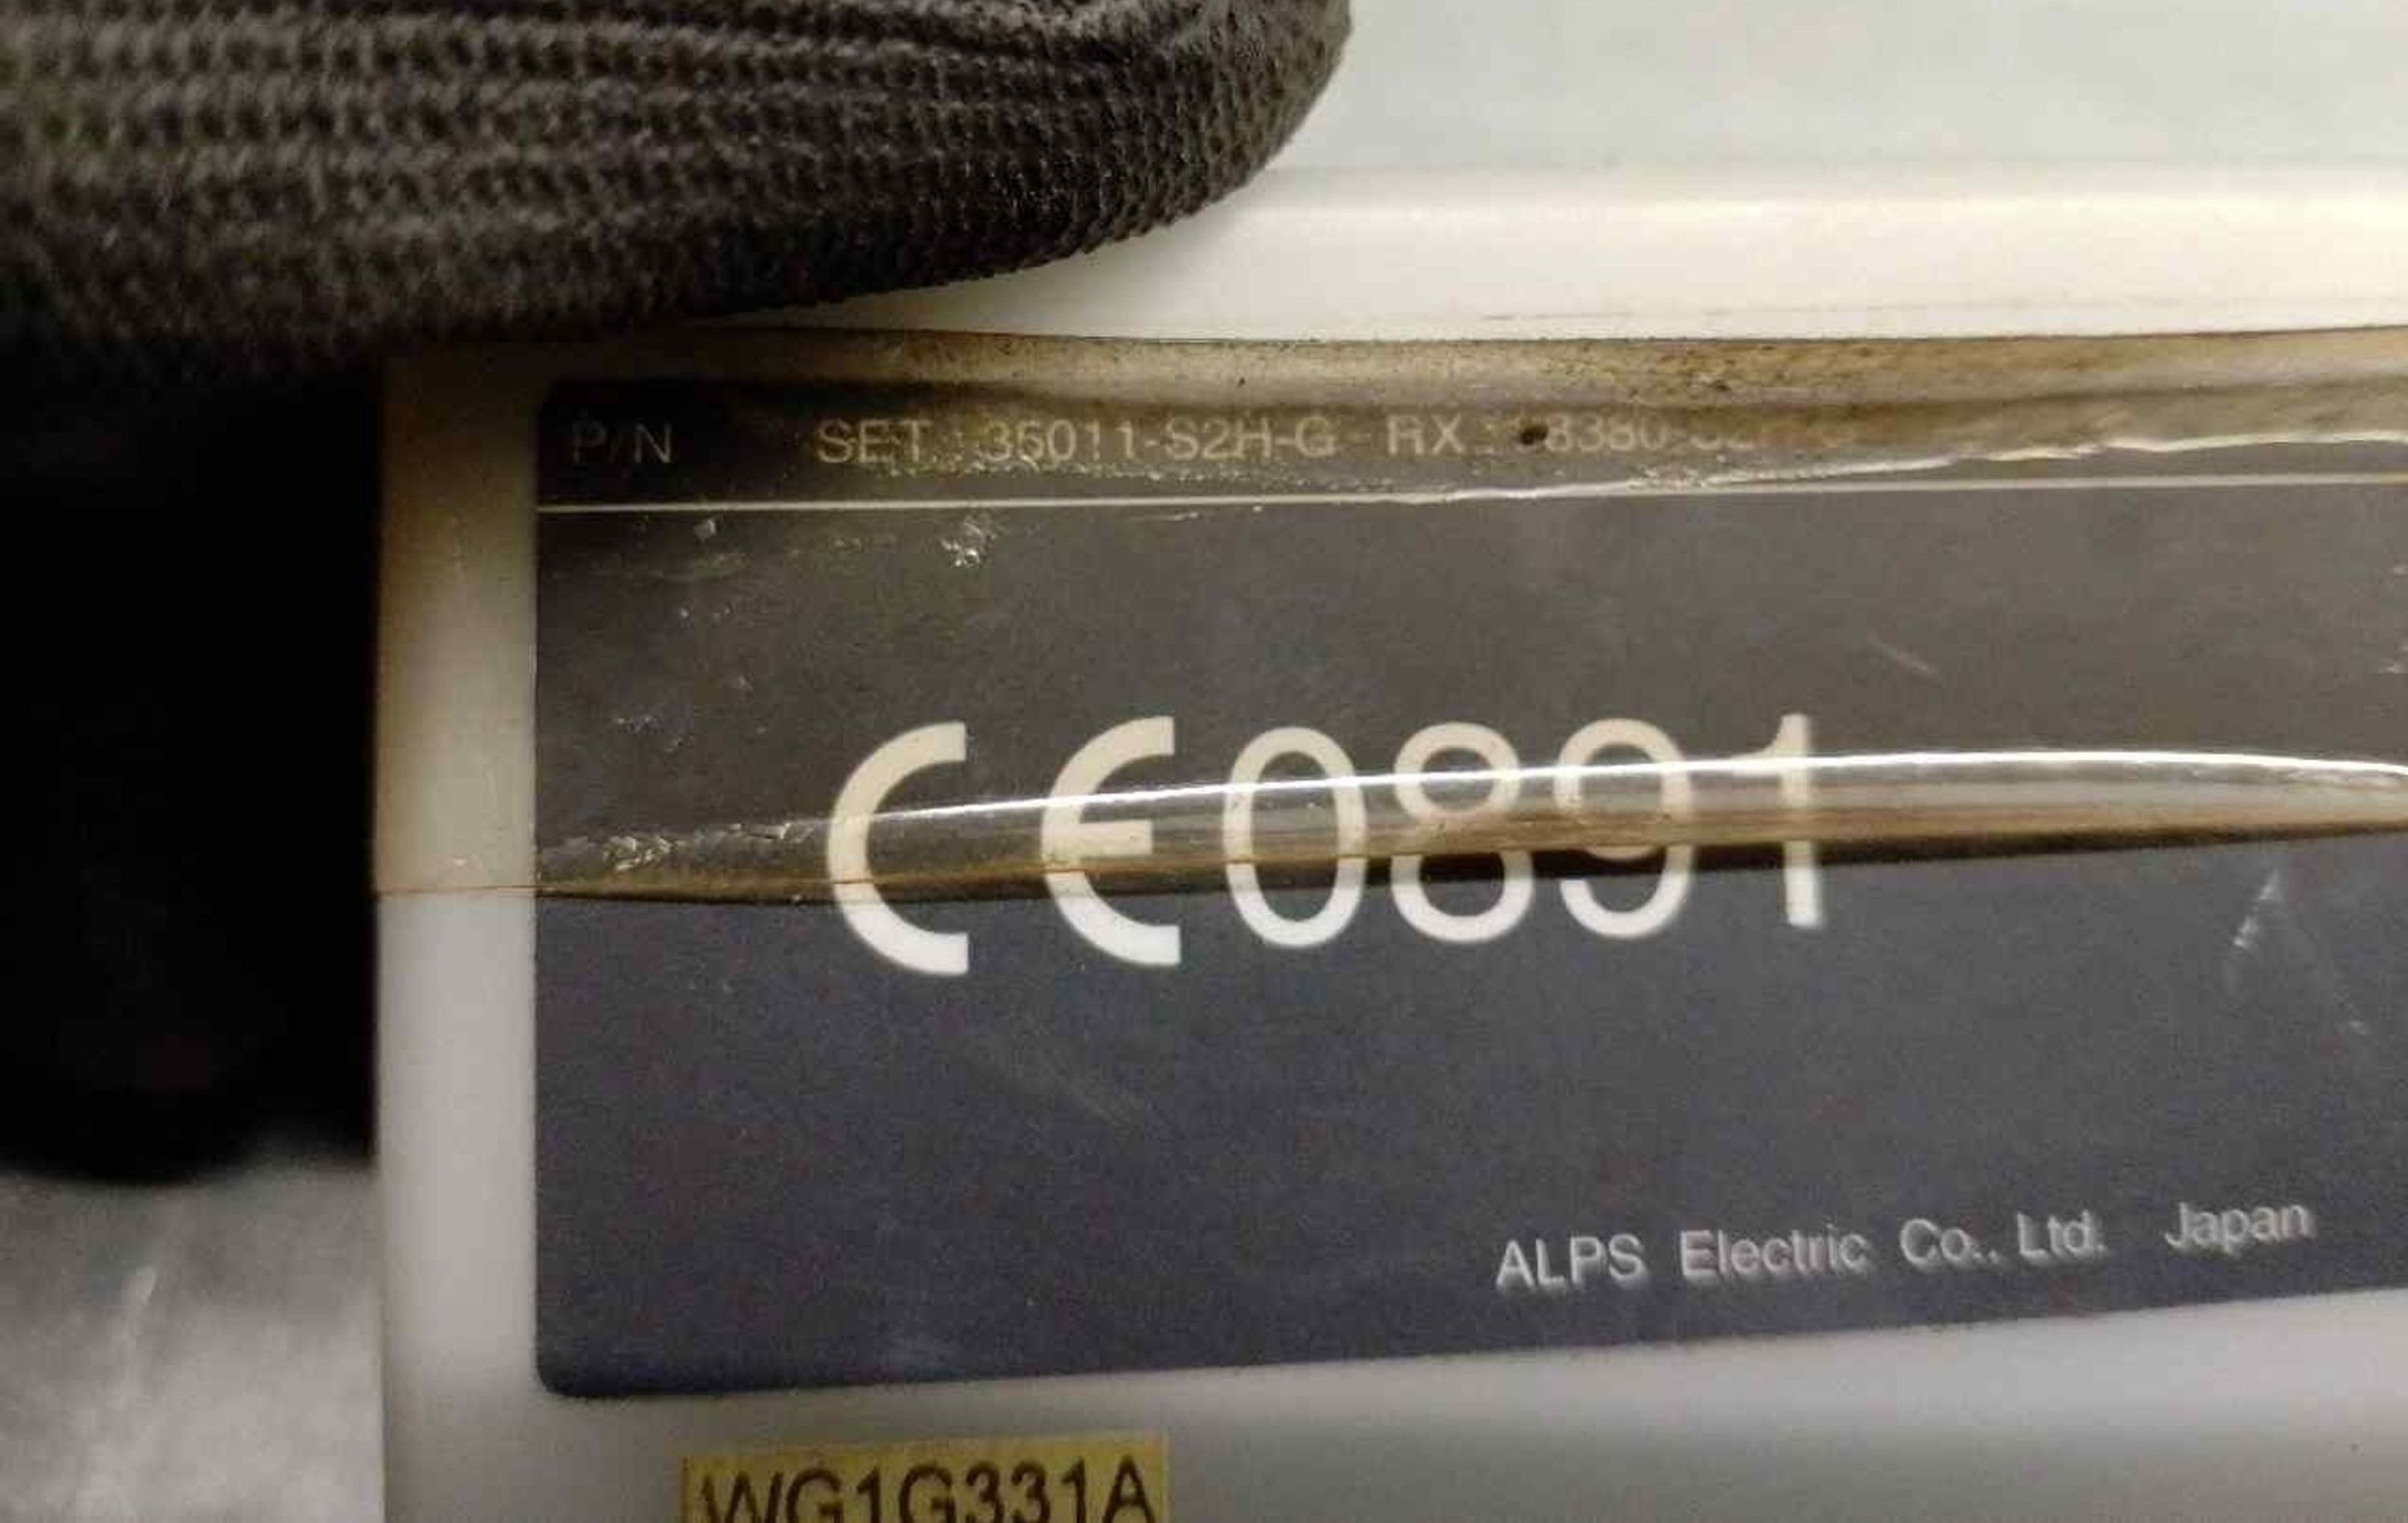 P/N SET : 35011-S2H-G RX
CE0891
ALPS Electric Co., Ltd. Japan
WG1G331A